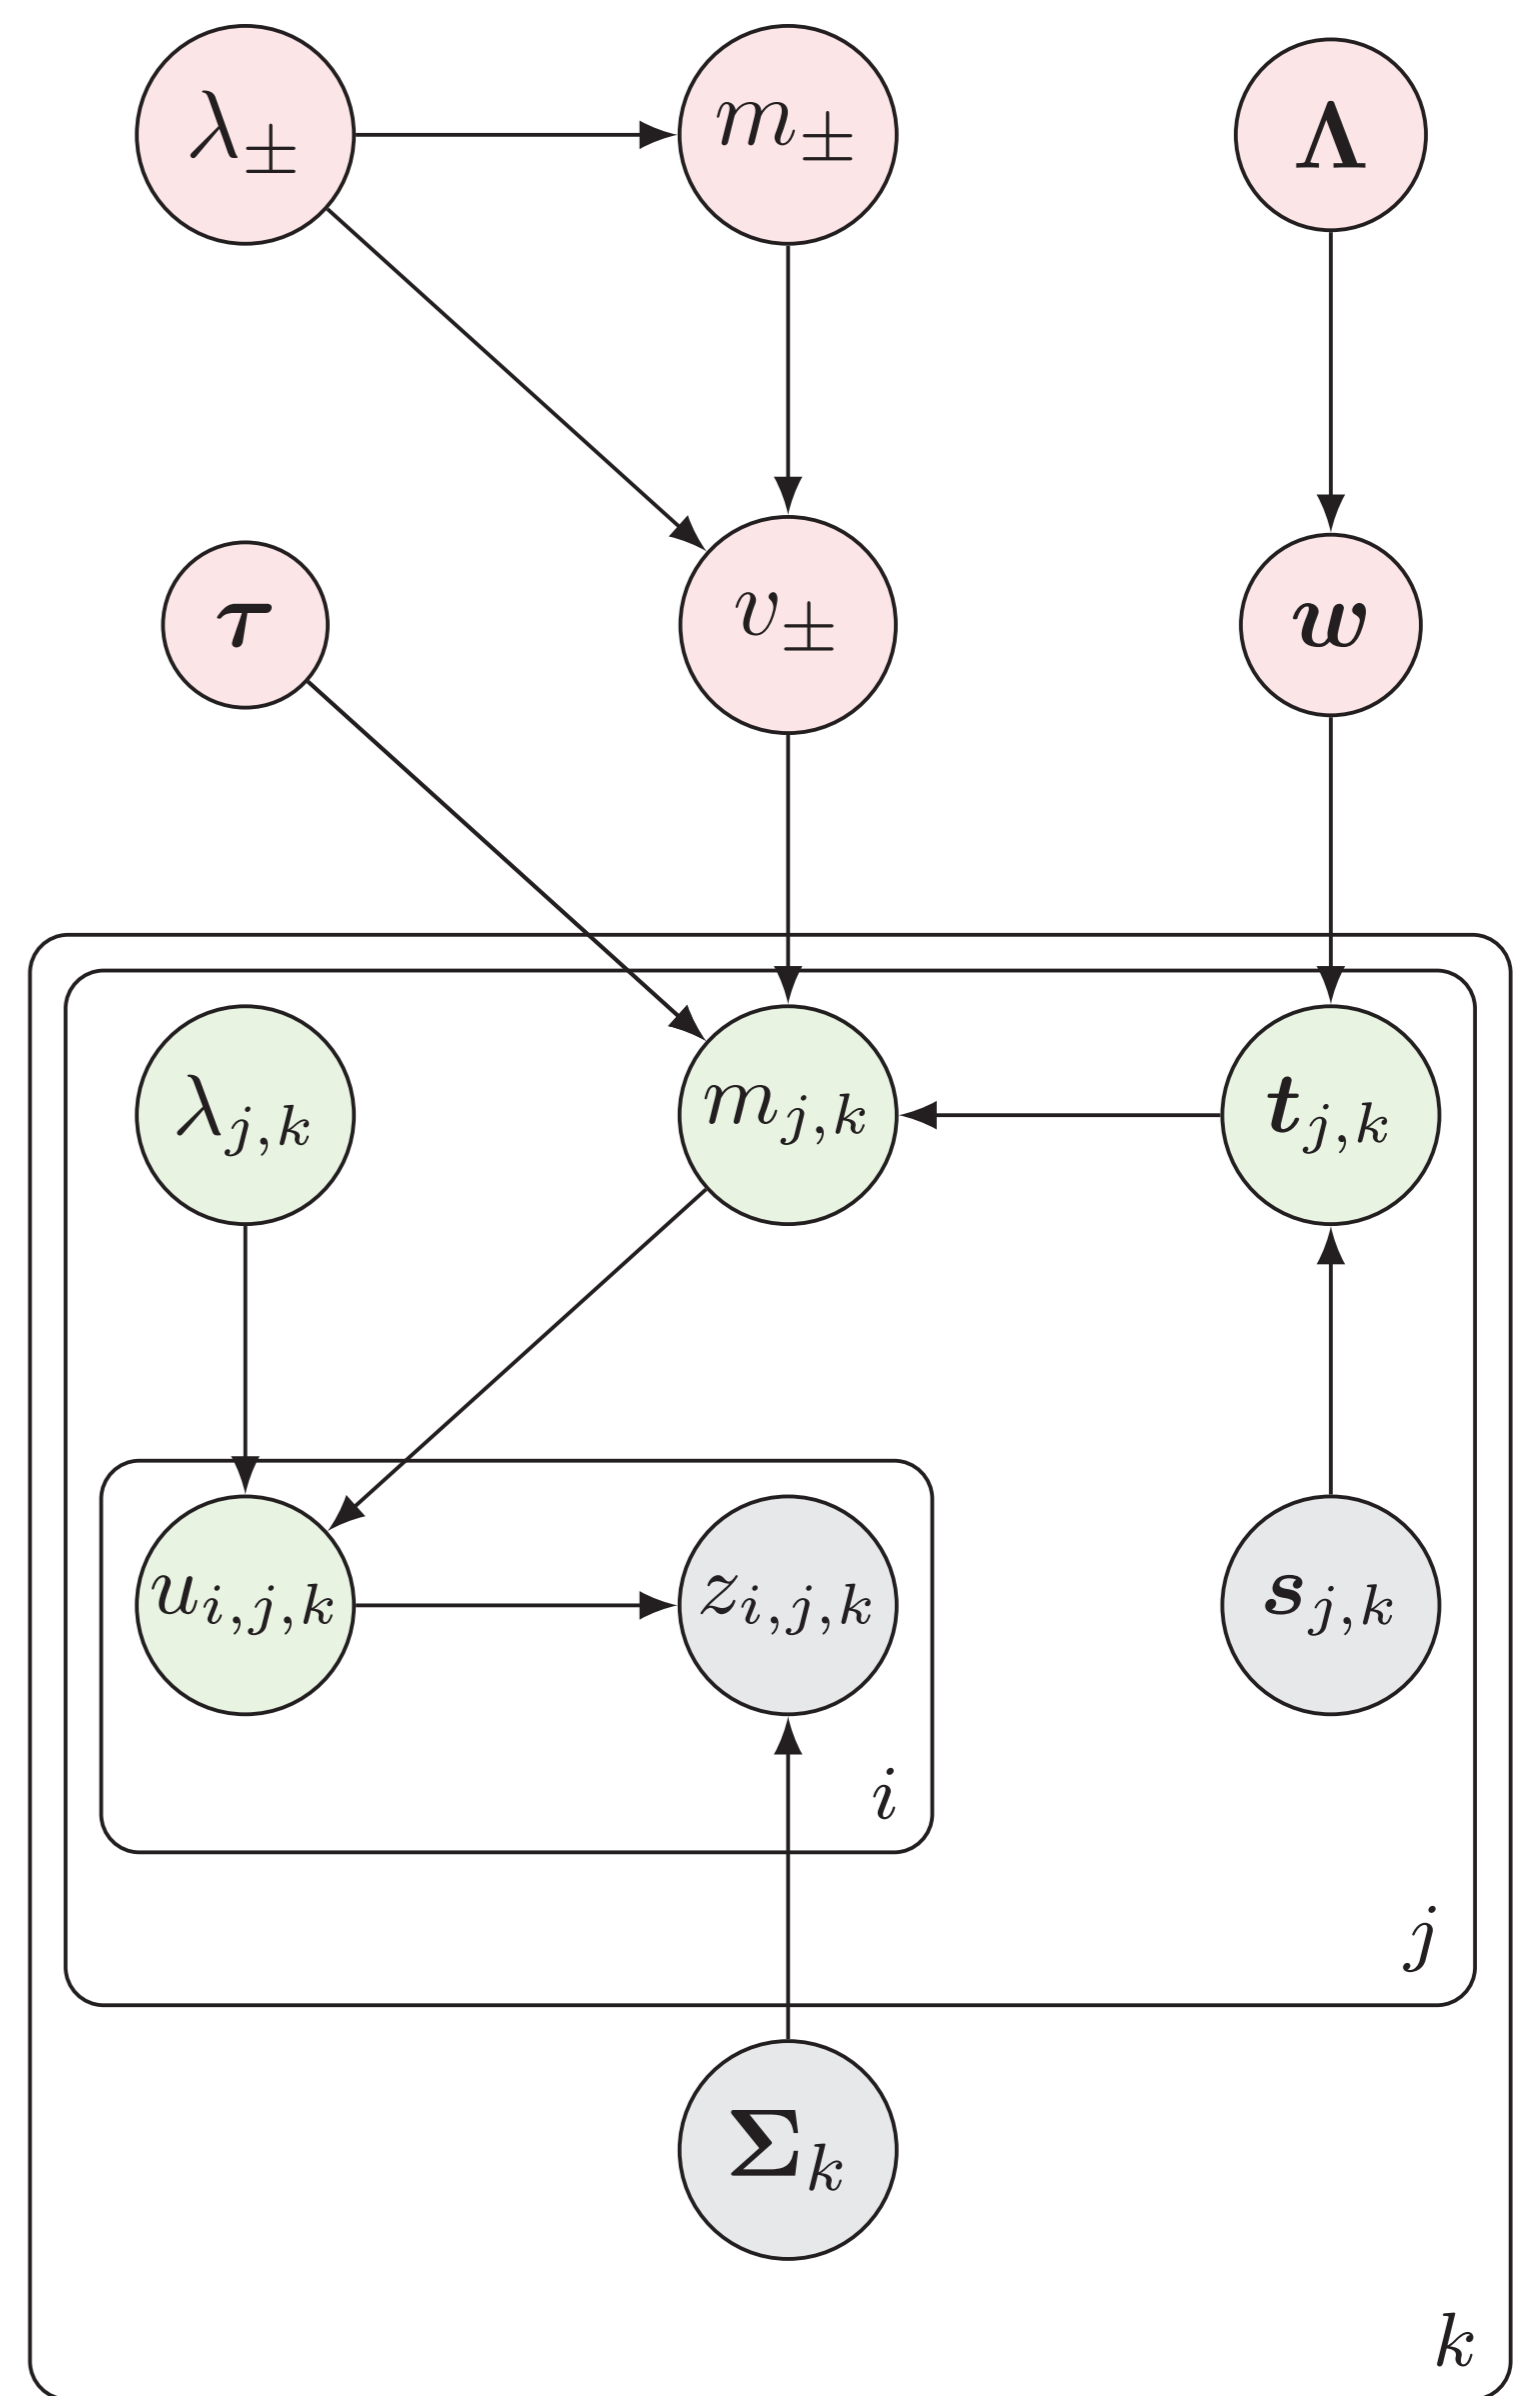 λ± m± Λ
τ v± w
λj,k mj,k tj,k
ui,j,k zi,j,k sj,k
i
j
Σk
k